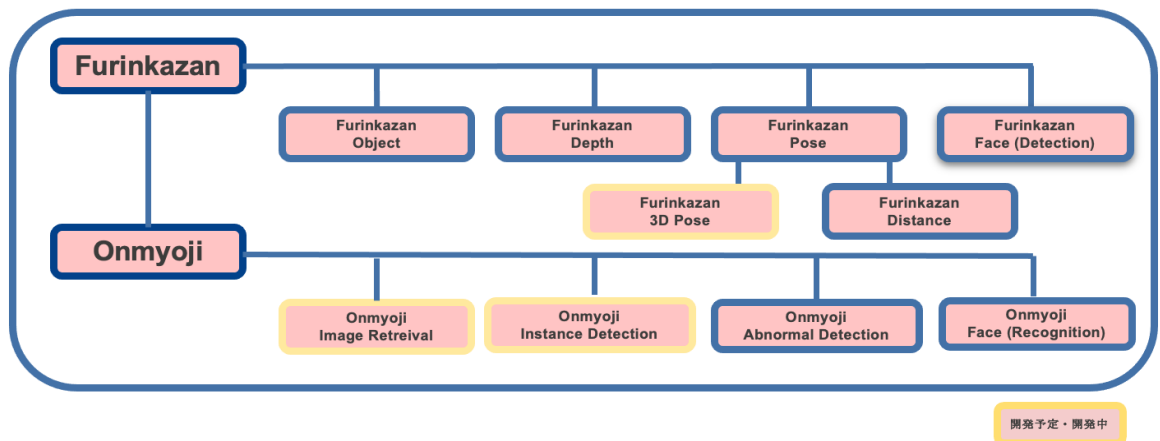 Furinkazan
Furinkazan
Object
Furinkazan
Depth
Furinkazan
Pose
Furinkazan
Face (Detection)
Furinkazan
3D Pose
Furinkazan
Distance
Onmyoji
Onmyoji
Image Retreival
Onmyoji
Instance Detection
Onmyoji
Abnormal Detection
Onmyoji
Face (Recognition)
開発予定・開発中